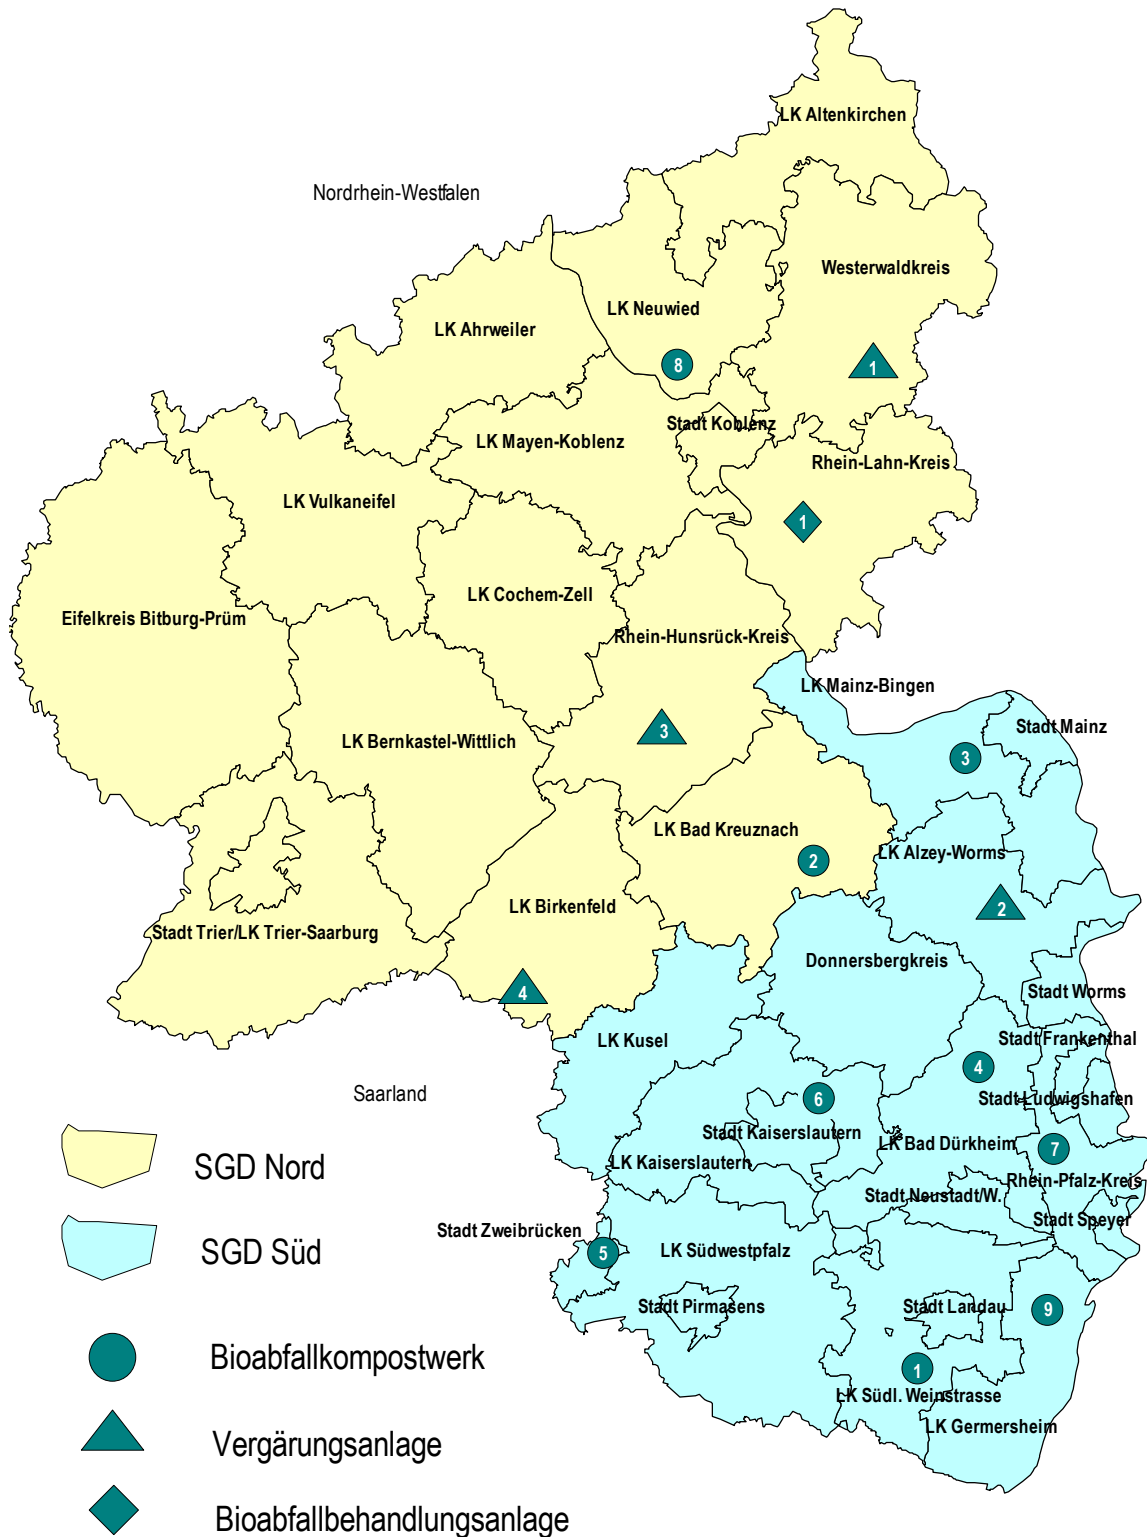 LK Altenkirchen
Nordrhein-Westfalen
Westerwaldkreis
LK Neuwied
LK Ahrweiler
8
1
Stadt Koblenz
LK Mayen-Koblenz
Rhein-Lahn-Kreis
LK Vulkaneifel
1
LK Cochem-Zell
Eifelkreis Bitburg-Prüm
Rhein-Hunsrück-Kreis
LK Mainz-Bingen
Stadt Mainz
3
LK Bernkastel-Wittlich
3
LK Bad Kreuznach
LK Alzey-Worms
2
LK Birkenfeld
2
Stadt Trier/LK Trier-Saarburg
Donnersbergkreis
4
Stadt Worms
LK Kusel
Stadt Frankenthal
4
Saarland
6
Stadt Ludwigshafen
Stadt Kaiserslautern
LK Bad Dürkheim
7
SGD Nord
LK Kaiserslautern
Rhein-Pfalz-Kreis
Stadt Neustadt/W.
Stadt Speyer
Stadt Zweibrücken
SGD Süd
5
LK Südwestpfalz
Stadt Pirmasens
Stadt Landau
9
Bioabfallkompostwerk
1
LK Südl. Weinstrasse
LK Germersheim
Vergärungsanlage
Bioabfallbehandlungsanlage